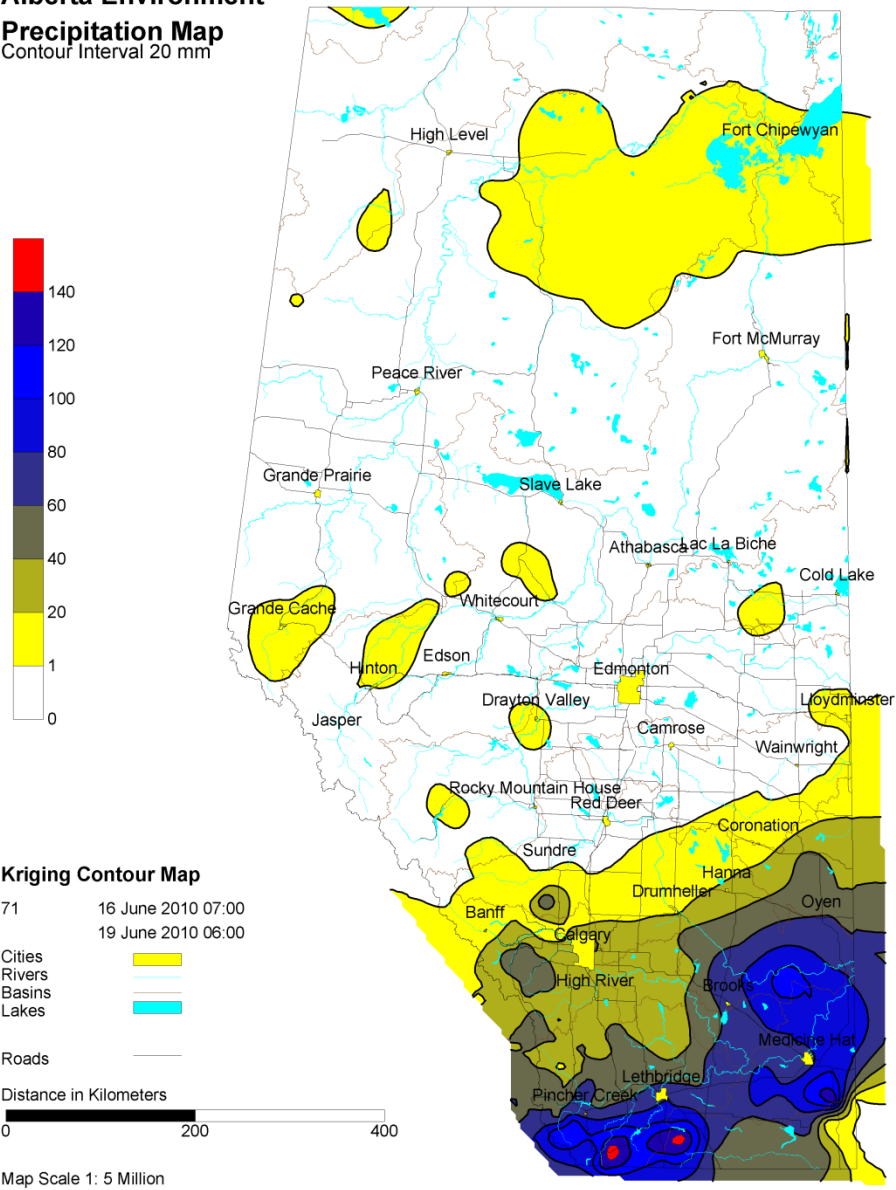 Alberta Environment
Precipitation Map
Contour Interval 20 mm
Fort Chipewyan
High Level
140
120
100
80
60
40
20
1
0
Fort McMurray
Peace River
Grande Prairie
Slave Lake
Athabasca
Lac La Biche
Cold Lake
Grande Cache
Whitecourt
Edson
Hinton
Edmonton
Drayton Valley
Lloydminster
Jasper
Camrose
Wainwright
Rocky Mountain House
Red Deer
Coronation
Sundre
Hanna
Drumheller
Oyen
Banff
Calgary
High River
Brooks
Medicine Hat
Lethbridge
Pincher Creek
Kriging Contour Map
71 16 June 2010 07:00
19 June 2010 06:00
Cities
Rivers
Basins
Lakes
Roads
Distance in Kilometers
0 200 400
Map Scale 1: 5 Million